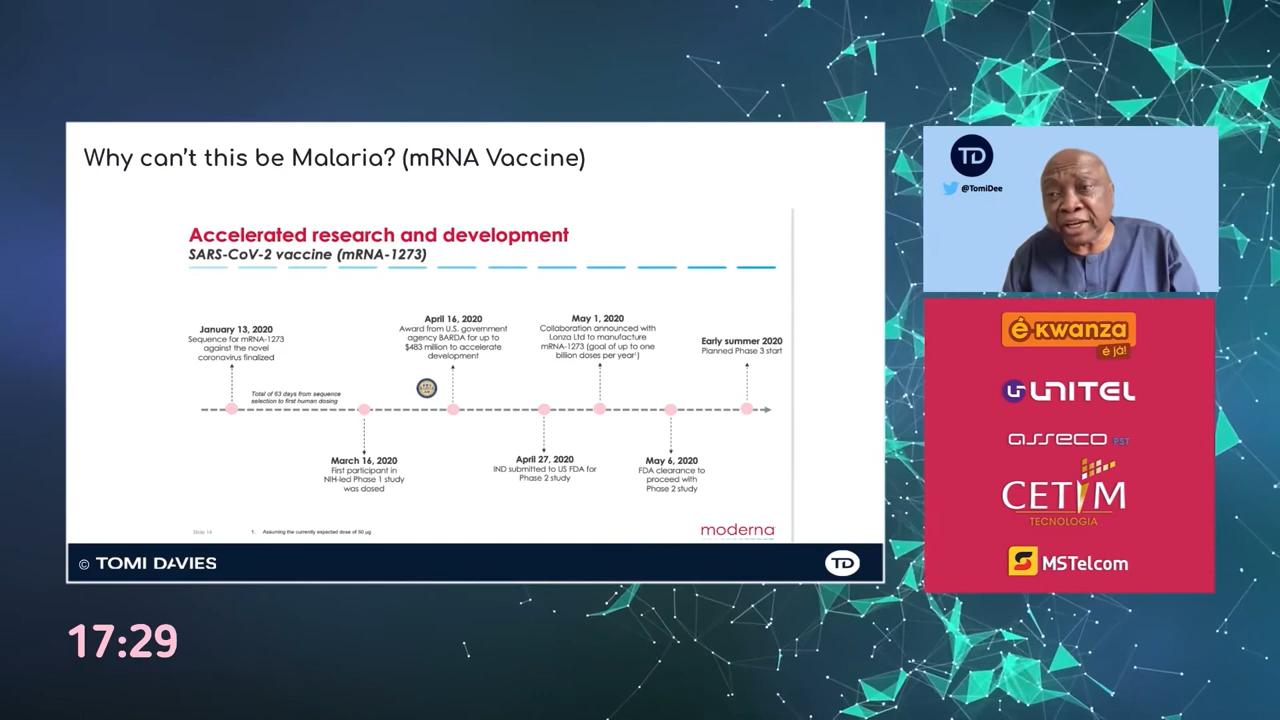 Why can't this be Malaria? (mRNA Vaccine)
Accelerated research and development
SARS-CoV-2 vaccine (mRNA-1273)
January 13, 2020
Sequence for mRNA-1273
against the novel
coronavirus finalized
April 16, 2020
Award from U.S. government
agency BARDA for up to
$483 million to accelerate
development
May 1, 2020
Collaboration announced with
Lonza Ltd to manufacture
mRNA-1273 (goal of up to one
billion doses per year¹)
Early summer 2020
Planned Phase 3 start
Total of 63 days from sequence
selection to first human dosing
March 16, 2020
First participant in
NIH-led Phase 1 study
was dosed
April 27, 2020
IND submitted to US FDA for
Phase 2 study
May 6, 2020
FDA clearance to
proceed with
Phase 2 study
1. Assuming the currently expected dose of 50 µg
moderna
© TOMI DAVIES
TD
17:29
TD
@TomiDee
é-kwanza
é já!
UNITEL
asseco PST
CETIM
TECNOLOGIA
MSTelcom